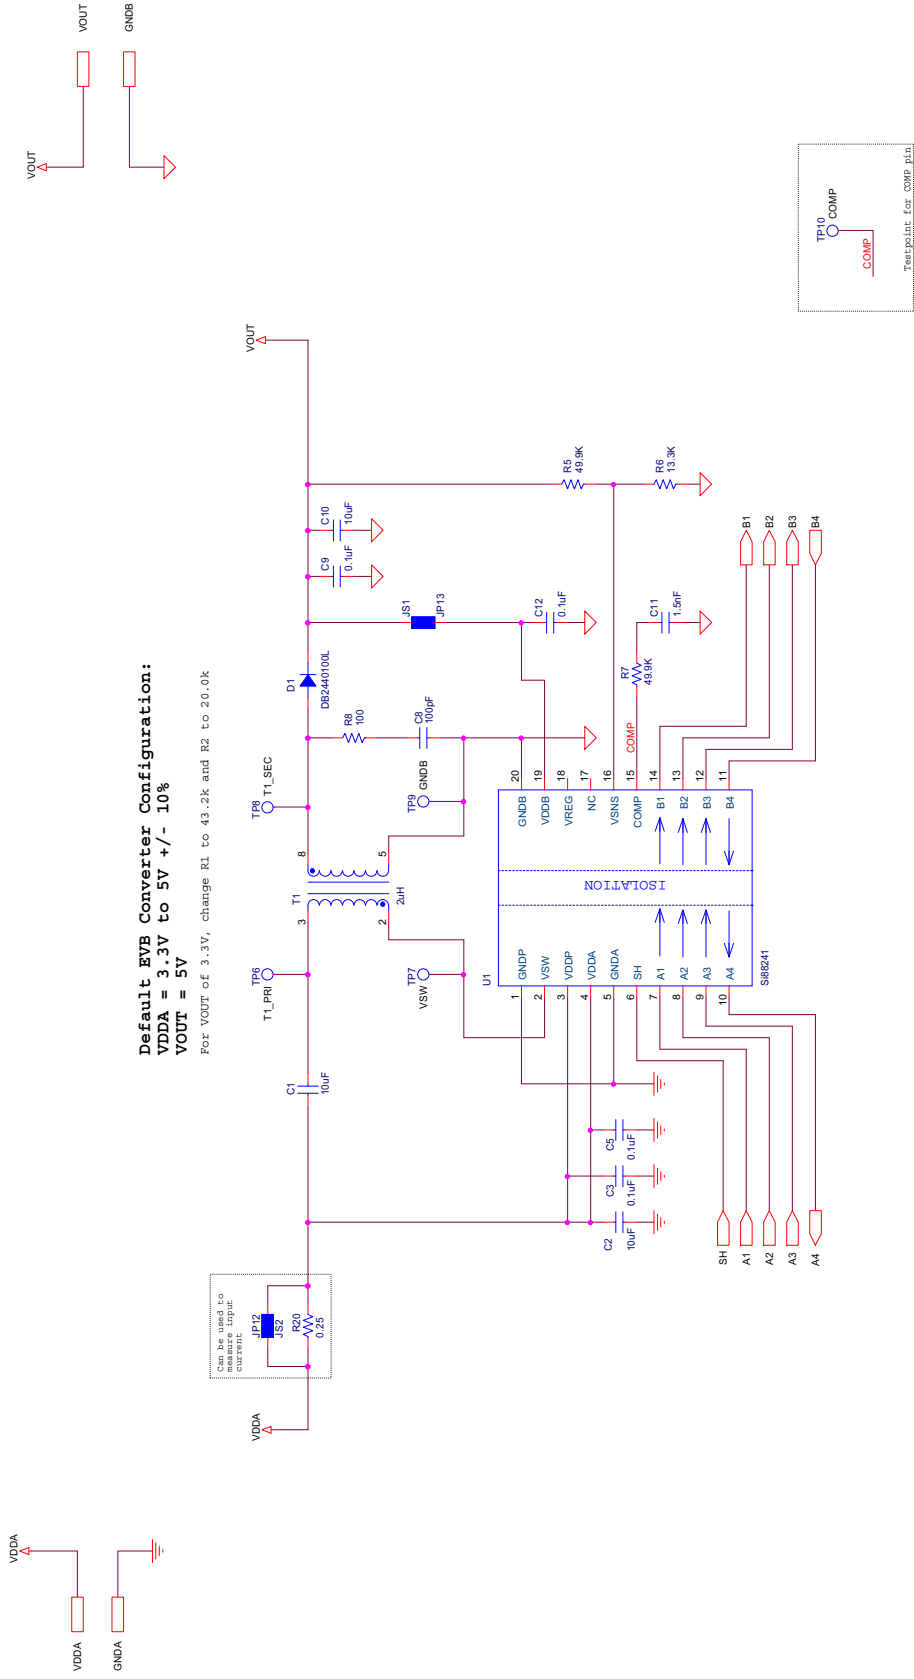 Default EVB Converter Configuration:
VDDA = 3.3V to 5V +/- 10%
VOUT = 5V
For VOUT of 3.3V, change R1 to 43.2k and R2 to 20.0k
VDDA
VDDA
GNDA
VOUT
VOUT
GNDB
VDDA
Can be used to
measure input
current
JP12
JS2
R20
0.25
C1
10uF
TP6
T1_PRI
TP7
VSW
T1
2uH
3
2
8
5
TP8
T1_SEC
TP9
GNDB
R8
100
C8
100pF
D1
DB2440100L
JS1
JP13
C9
0.1uF
C10
10uF
VOUT
C12
0.1uF
R5
49.9K
R6
13.3K
R7
49.9K
C11
1.5nF
COMP
C2
10uF
C3
0.1uF
C5
0.1uF
U1
Si88241
ISOLATION
1 GNDP
2 VSW
3 VDDP
4 VDDA
5 GNDA
6 SH
7 A1
8 A2
9 A3
10 A4
GNDB 20
VDDB 19
VREG 18
NC 17
VSNS 16
COMP 15
B1 14
B2 13
B3 12
B4 11
SH
A1
A2
A3
A4
B1
B2
B3
B4
TP10
COMP
COMP
Testpoint for COMP pin